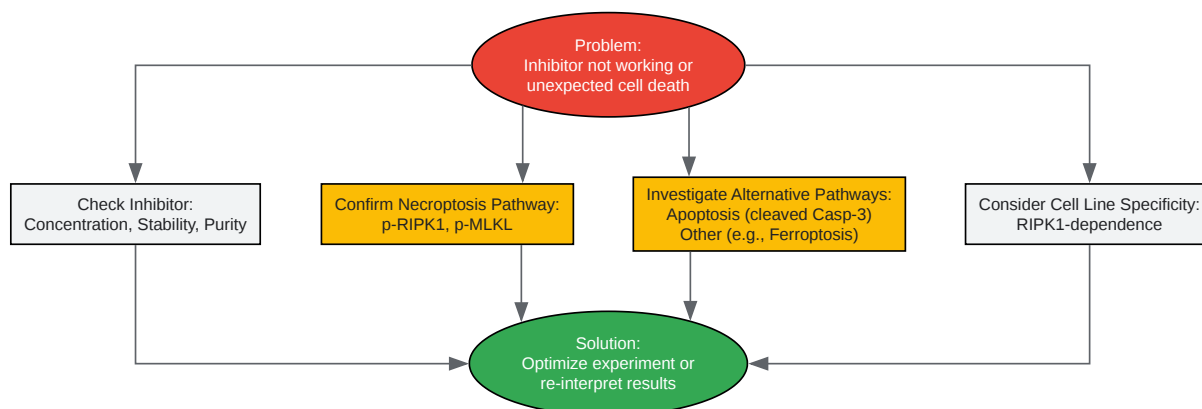 Problem:
Inhibitor not working or
unexpected cell death
Check Inhibitor:
Concentration, Stability, Purity
Confirm Necroptosis Pathway:
p-RIPK1, p-MLKL
Investigate Alternative Pathways:
Apoptosis (cleaved Casp-3)
Other (e.g., Ferroptosis)
Consider Cell Line Specificity:
RIPK1-dependence
Solution:
Optimize experiment or
re-interpret results